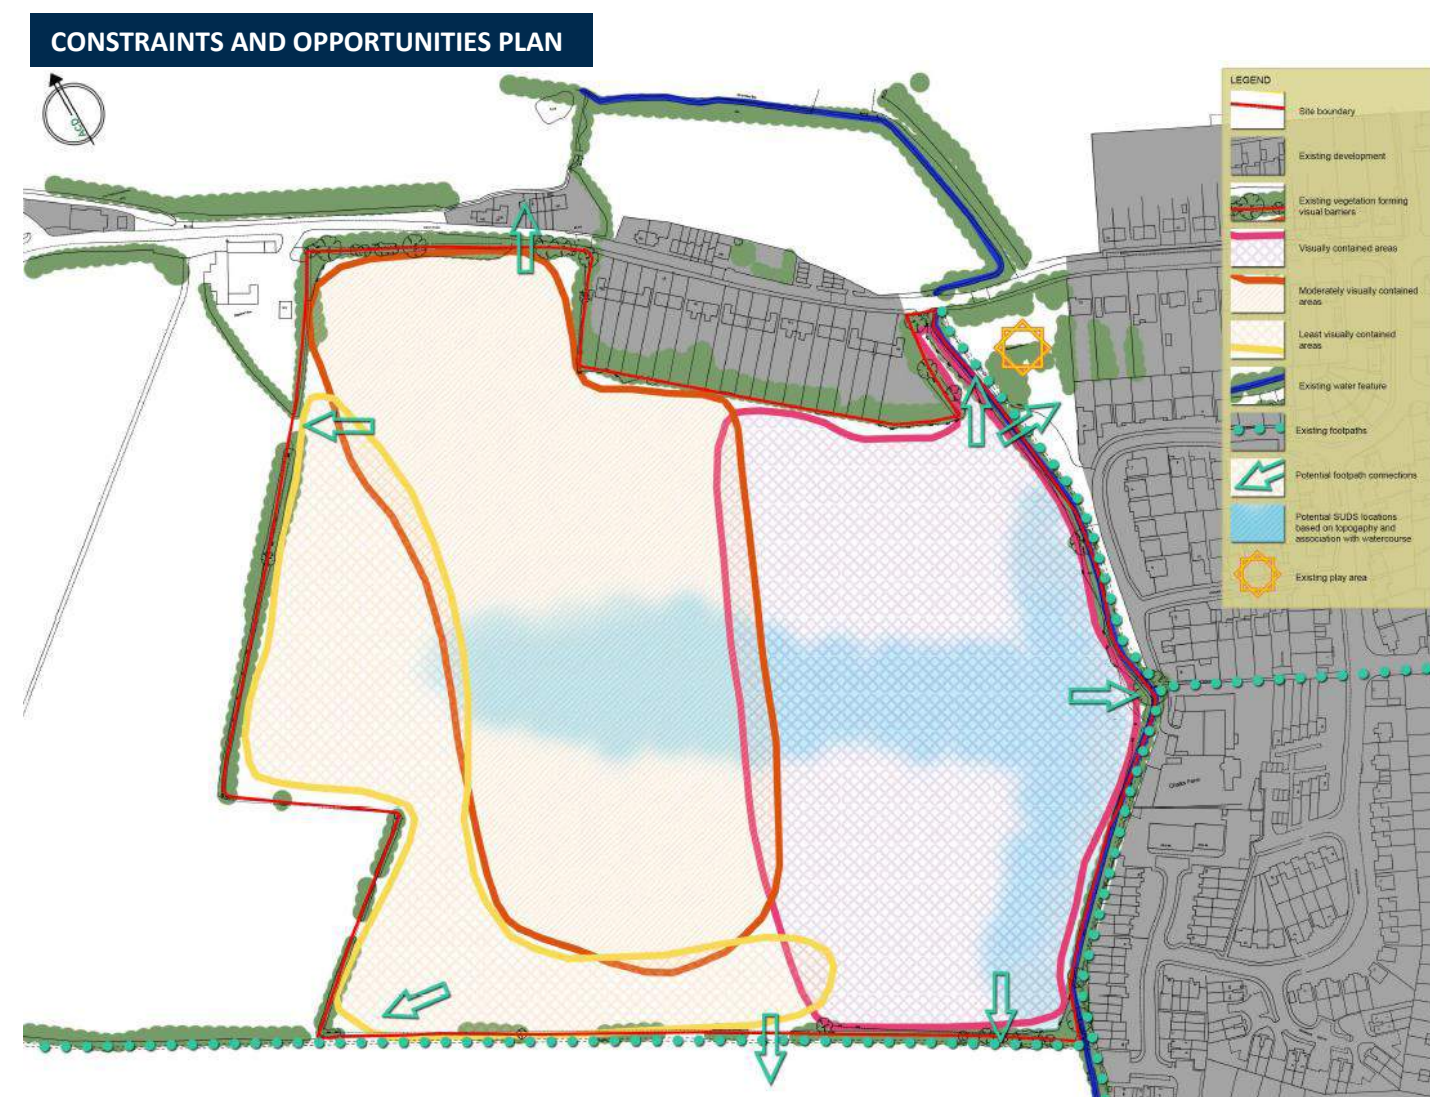 CONSTRAINTS AND OPPORTUNITIES PLAN
ACD
LEGEND
Site boundary
Existing development
Existing vegetation forming
visual barriers
Visually contained areas
Moderately visually contained
areas
Least visually contained
areas
Existing water feature
Existing footpaths
Potential footpath connections
Potential SUDS locations
based on topogaphy and
association with watercourse
Existing play area